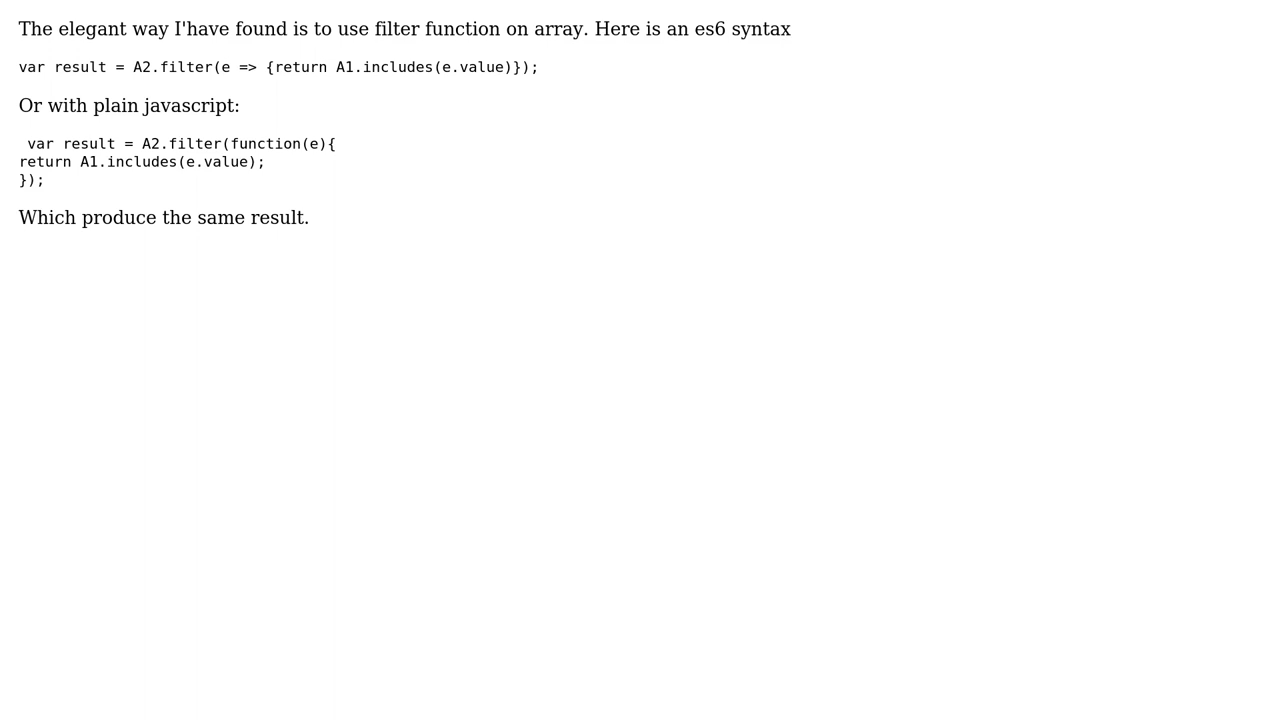 The elegant way I'have found is to use filter function on array. Here is an es6 syntax
var result = A2.filter(e => {return A1.includes(e.value)});
Or with plain javascript:
 var result = A2.filter(function(e){
return A1.includes(e.value);
});
Which produce the same result.